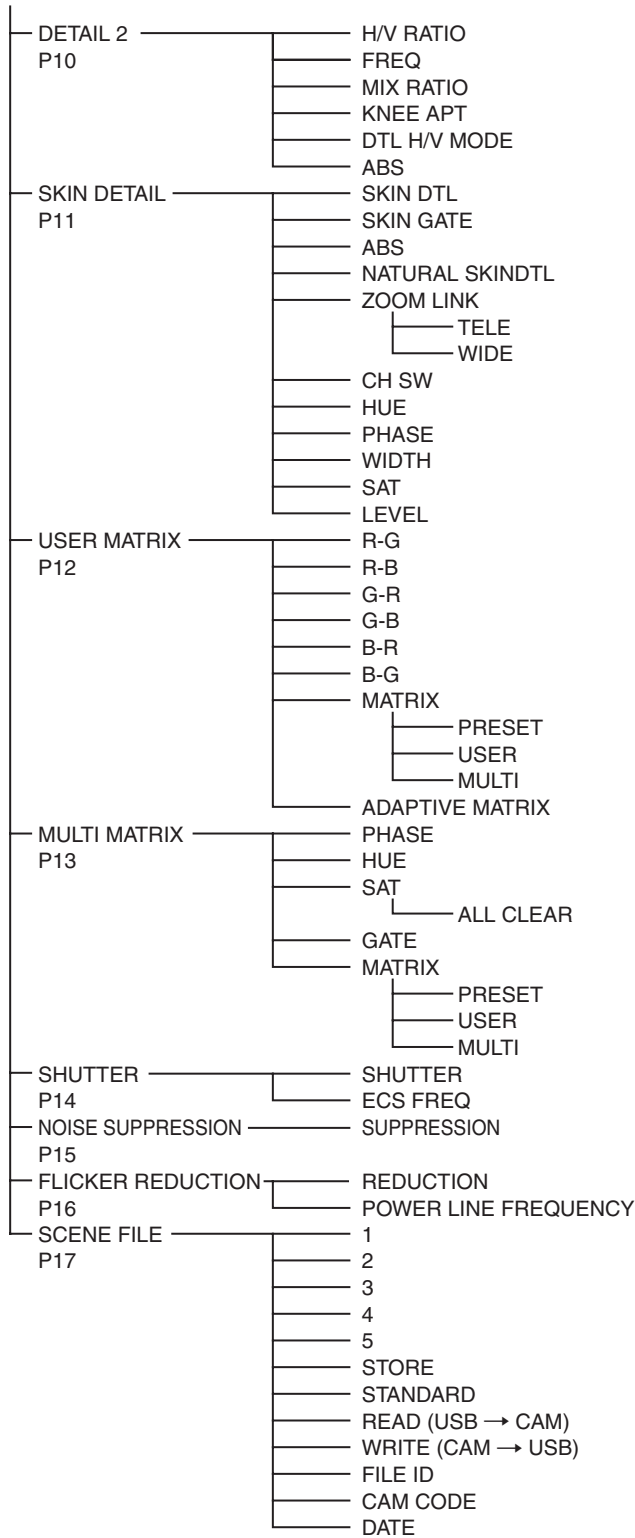 DETAIL 2
P10
H/V RATIO
FREQ
MIX RATIO
KNEE APT
DTL H/V MODE
ABS
SKIN DETAIL
P11
SKIN DTL
SKIN GATE
ABS
NATURAL SKINDTL
ZOOM LINK
TELE
WIDE
CH SW
HUE
PHASE
WIDTH
SAT
LEVEL
USER MATRIX
P12
R-G
R-B
G-R
G-B
B-R
B-G
MATRIX
PRESET
USER
MULTI
ADAPTIVE MATRIX
MULTI MATRIX
P13
PHASE
HUE
SAT
ALL CLEAR
GATE
MATRIX
PRESET
USER
MULTI
SHUTTER
P14
SHUTTER
ECS FREQ
NOISE SUPPRESSION
P15
SUPPRESSION
FLICKER REDUCTION
P16
REDUCTION
POWER LINE FREQUENCY
SCENE FILE
P17
1
2
3
4
5
STORE
STANDARD
READ (USB → CAM)
WRITE (CAM → USB)
FILE ID
CAM CODE
DATE